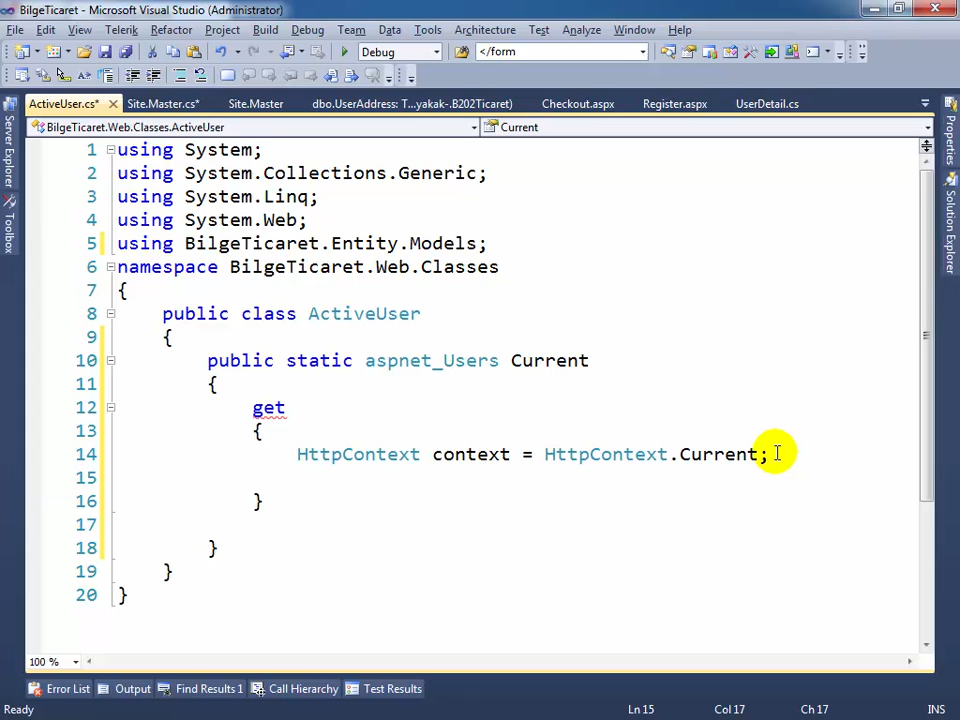 BilgeTicaret - Microsoft Visual Studio (Administrator)
File Edit View Telerik Refactor Project Build Debug Team Data Tools Architecture Test Analyze Window Help
Debug </form
ActiveUser.cs* Site.Master.cs* Site.Master dbo.UserAddress: T...yakak-.B202Ticaret) Checkout.aspx Register.aspx UserDetail.cs
BilgeTicaret.Web.Classes.ActiveUser Current
Server Explorer
Toolbox
Properties
Solution Explorer
1 using System;
2 using System.Collections.Generic;
3 using System.Linq;
4 using System.Web;
5 using BilgeTicaret.Entity.Models;
6 namespace BilgeTicaret.Web.Classes
7 {
8 public class ActiveUser
9 {
10 public static aspnet_Users Current
11 {
12 get
13 {
14 HttpContext context = HttpContext.Current;
15
16 }
17
18 }
19 }
20 }
100 %
Error List Output Find Results 1 Call Hierarchy Test Results
Ready Ln 15 Col 17 Ch 17 INS